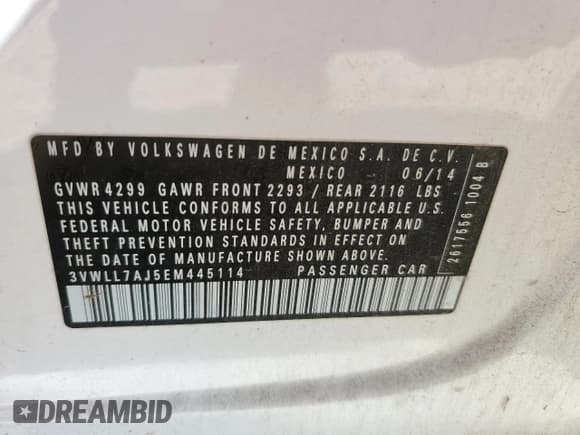 MFD BY VOLKSWAGEN DE MEXICO S.A. DE C.V.
MEXICO 06/14
GVWR 4299 GAWR FRONT 2293 / REAR 2116 LBS
THIS VEHICLE CONFORMS TO ALL APPLICABLE U.S.
FEDERAL MOTOR VEHICLE SAFETY, BUMPER AND
THEFT PREVENTION STANDARDS IN EFFECT ON
THE DATE OF MANUFACTURE SHOWN ABOVE.
3VWLL7AJ5EM445114 PASSENGER CAR
2617556 1004 B
DREAMBID